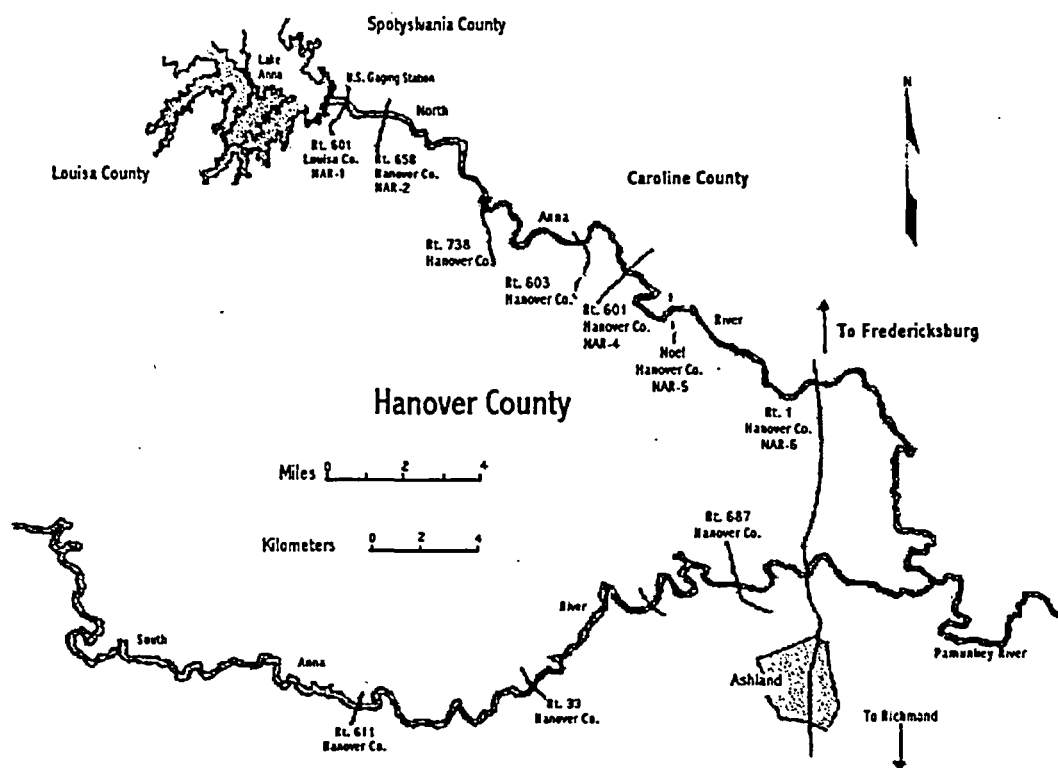 Spotyslvania County
Lake
Anna
U.S. Gaging Station
North
N
Rt. 601
Louisa Co.
NAR-1
Rt. 658
Hanover Co.
NAR-2
Louisa County
Caroline County
Anna
Rt. 738
Hanover Co.
Rt. 603
Hanover Co.
Rt. 601
Hanover Co.
NAR-4
River
Noel
Hanover Co.
NAR-5
To Fredericksburg
Hanover County
Rt. 1
Hanover Co.
NAR-6
Miles 0 2 4
Kilometers 0 2 4
Rt. 687
Hanover Co.
River
South
Anna
Pamunkey River
Ashland
Rt. 33
Hanover Co.
Rt. 611
Hanover Co.
To Richmond